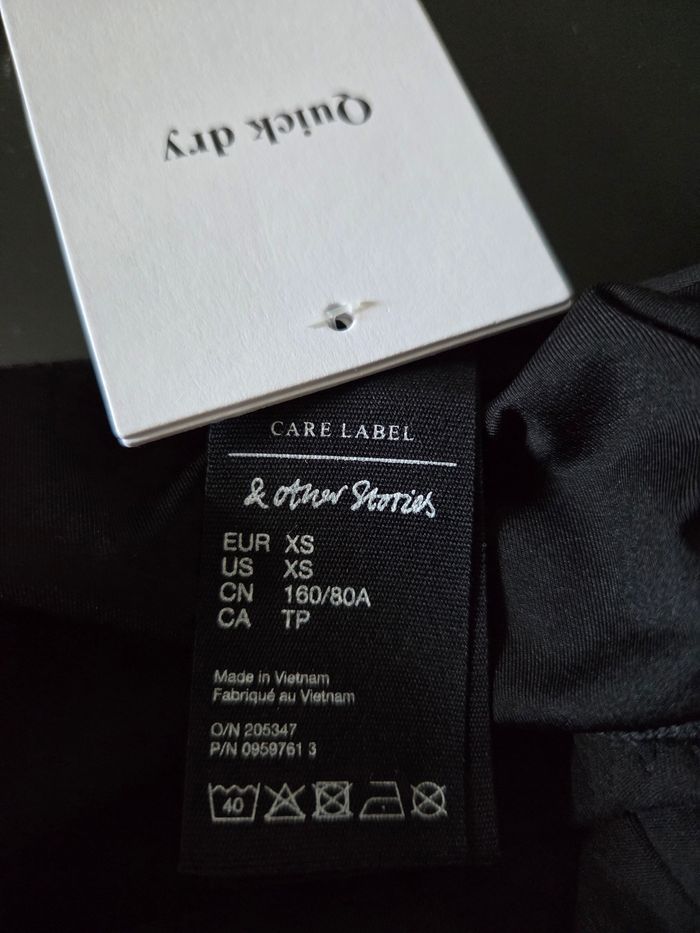 Quick dry
CARE LABEL
& other Stories
EUR XS
US XS
CN 160/80A
CA TP
Made in Vietnam
Fabriqué au Vietnam
O/N 205347
P/N 0959761 3
40